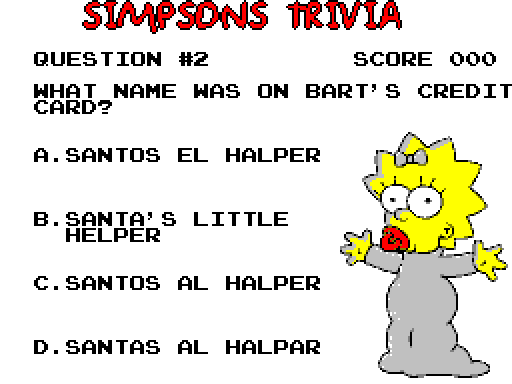 SIMPSONS TRIVIA
QUESTION #2 SCORE 000
WHAT NAME WAS ON BART'S CREDIT
CARD?
A.SANTOS EL HALPER
B.SANTA'S LITTLE
HELPER
C.SANTOS AL HALPER
D.SANTAS AL HALPAR